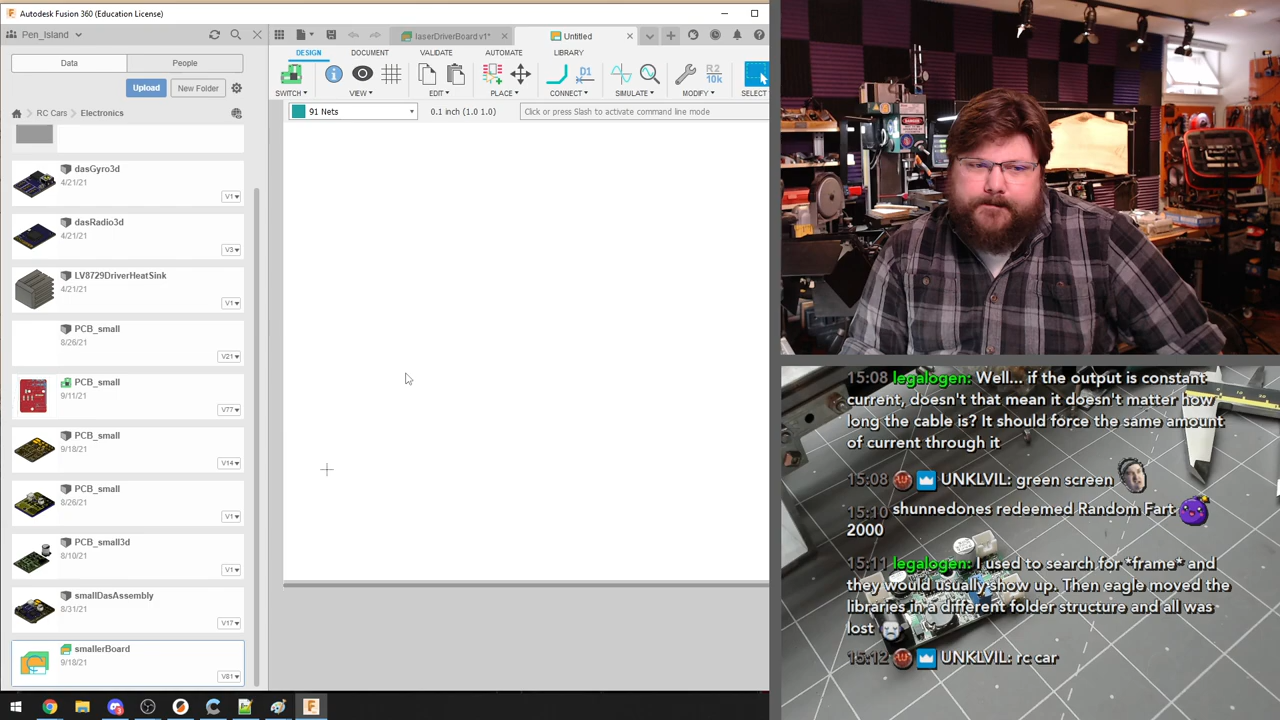 Autodesk Fusion 360 (Education License)
Pen_Island
laserDriverBoard v1*
Untitled
Data
People
Upload
New Folder
RC Cars
Electronics
dasGyro3d
4/21/21
V1
dasRadio3d
4/21/21
V3
LV8729DriverHeatSink
4/21/21
V1
PCB_small
8/26/21
V21
PCB_small
9/11/21
V77
PCB_small
9/18/21
V14
PCB_small
8/26/21
V1
PCB_small3d
8/10/21
V1
smallDasAssembly
8/31/21
V17
smallerBoard
9/18/21
V81
DESIGN
DOCUMENT
VALIDATE
AUTOMATE
LIBRARY
D1
R2
10k
SWITCH
VIEW
EDIT
PLACE
CONNECT
SIMULATE
MODIFY
SELECT
91 Nets
0.1 inch (1.0 1.0)
Click or press Slash to activate command line mode
15:08 legalogen: Well... if the output is constant
current, doesn't that mean it doesn't matter how
long the cable is? It should force the same amount
of current through it
15:08 UNKLVIL: green screen
15:10 shunnedones redeemed Random Fart
2000
15:11 legalogen: I used to search for *frame* and
they would usually show up. Then eagle moved the
libraries in a different folder structure and all was
lost
15:12 UNKLVIL: rc car